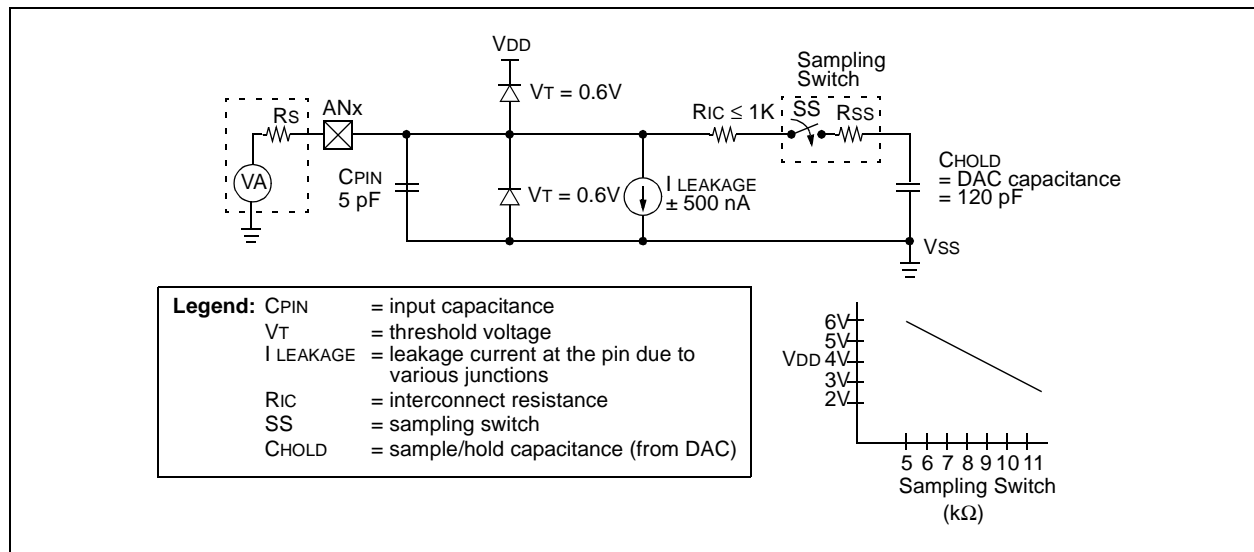 VDD
Sampling
Switch
VT = 0.6V
RS
ANx
RIC ≤ 1K
SS
RSS
VA
CPIN
5 pF
VT = 0.6V
I LEAKAGE
± 500 nA
CHOLD
= DAC capacitance
= 120 pF
VSS
Legend: CPIN = input capacitance
VT = threshold voltage
I LEAKAGE = leakage current at the pin due to
various junctions
RIC = interconnect resistance
SS = sampling switch
CHOLD = sample/hold capacitance (from DAC)
6V
5V
VDD 4V
3V
2V
5 6 7 8 9 10 11
Sampling Switch
(kΩ)